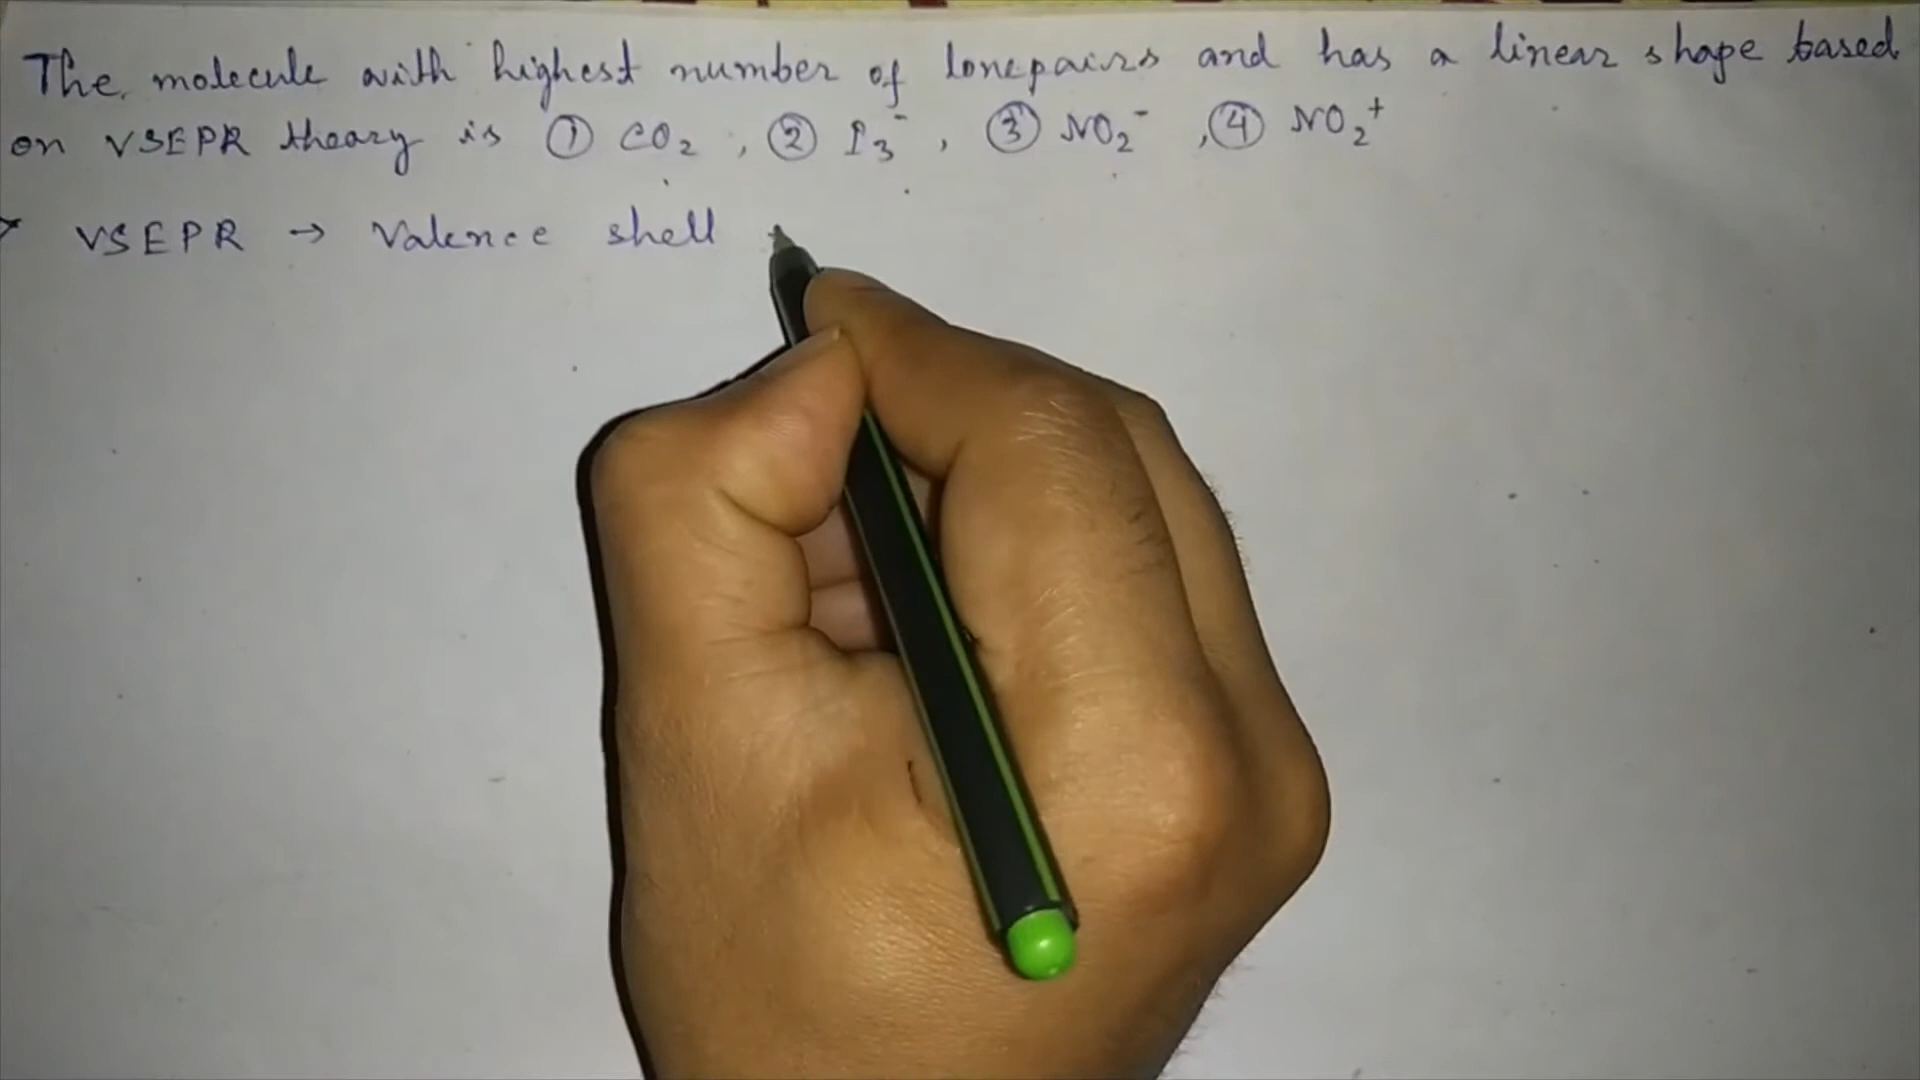 The molecule with highest number of lonepairs and has a linear shape based
on VSEPR theory is ① CO₂ , ② I₃⁻ , ③ NO₂⁻ , ④ NO₂⁺
VSEPR → Valence shell